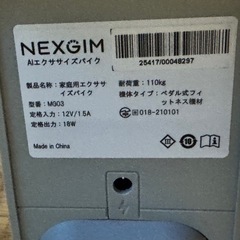 NEXGIM
AIエクササイズバイク
25417/00048297
製品名称：家庭用エクササイズバイク
耐荷重：110kg
型番：MG03
機体タイプ：ペダル式フィットネス機材
定格入力：12V/1.5A
定格出力：18W
018-210101
Made in China